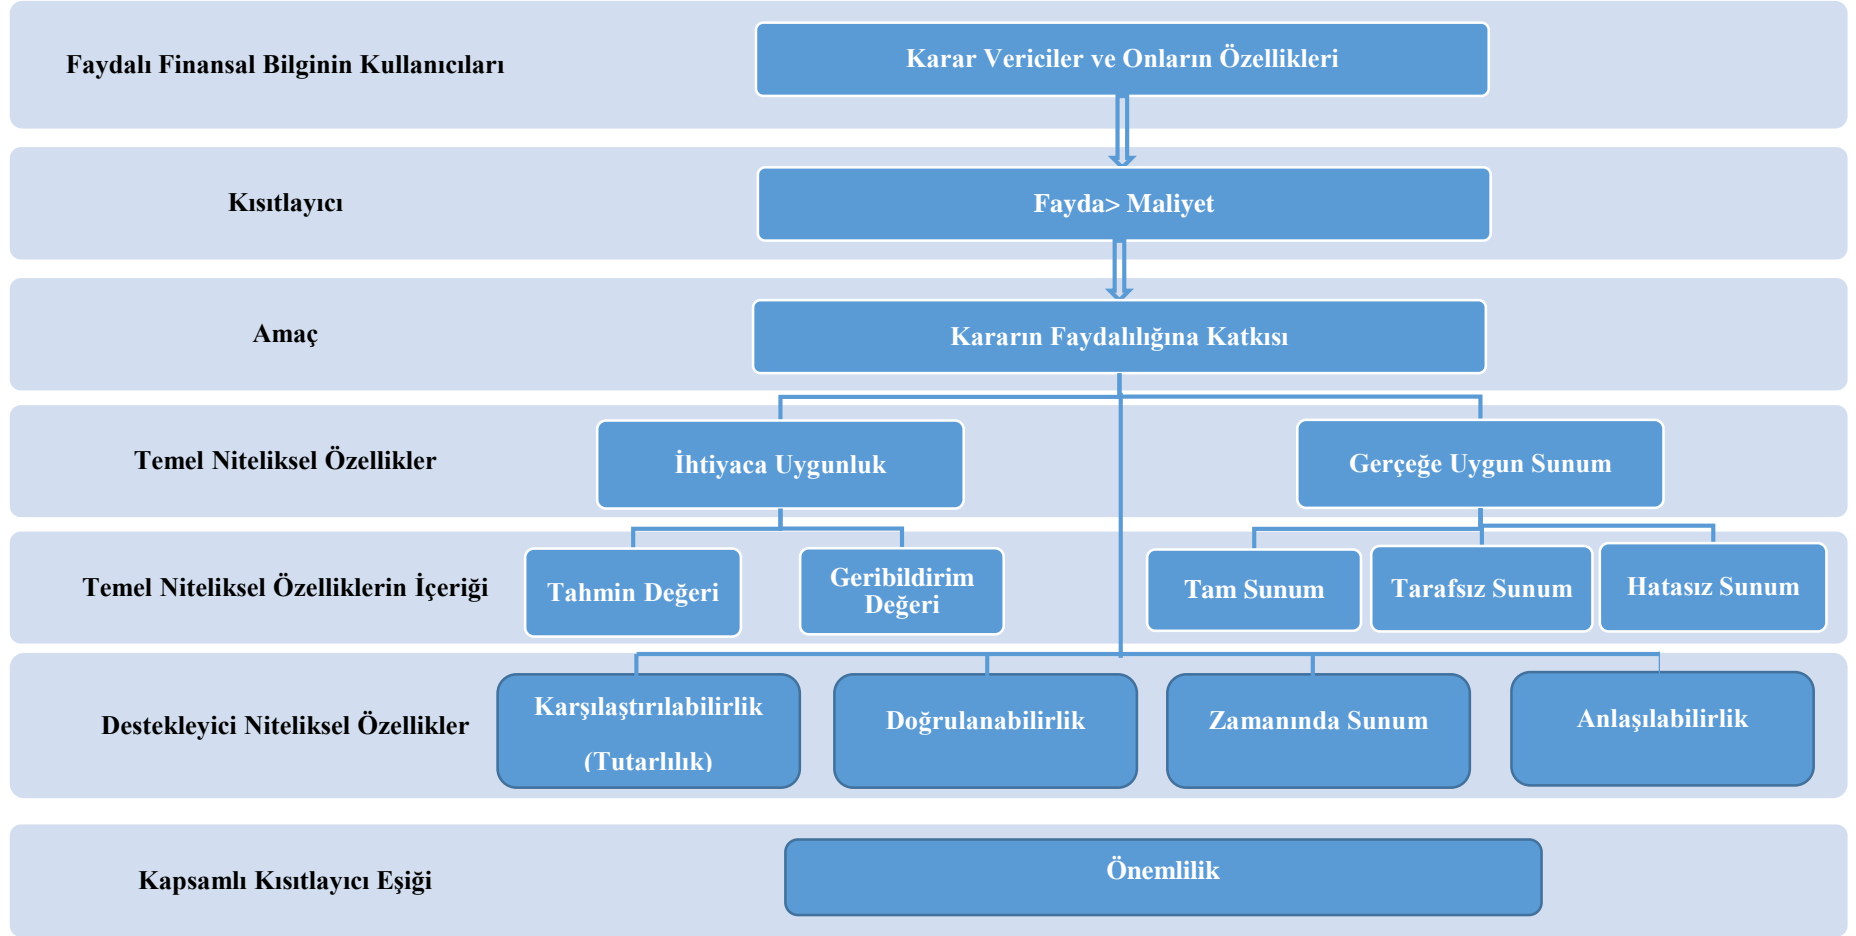 Faydalı Finansal Bilginin Kullanıcıları
Karar Vericiler ve Onların Özellikleri
Kısıtlayıcı
Fayda> Maliyet
Amaç
Kararın Faydalılığına Katkısı
Temel Niteliksel Özellikler
İhtiyaca Uygunluk
Gerçeğe Uygun Sunum
Temel Niteliksel Özelliklerin İçeriği
Tahmin Değeri
Geribildirim
Değeri
Tam Sunum
Tarafsız Sunum
Hatasız Sunum
Destekleyici Niteliksel Özellikler
Karşılaştırılabilirlik
(Tutarlılık)
Doğrulanabilirlik
Zamanında Sunum
Anlaşılabilirlik
Kapsamlı Kısıtlayıcı Eşiği
Önemlilik